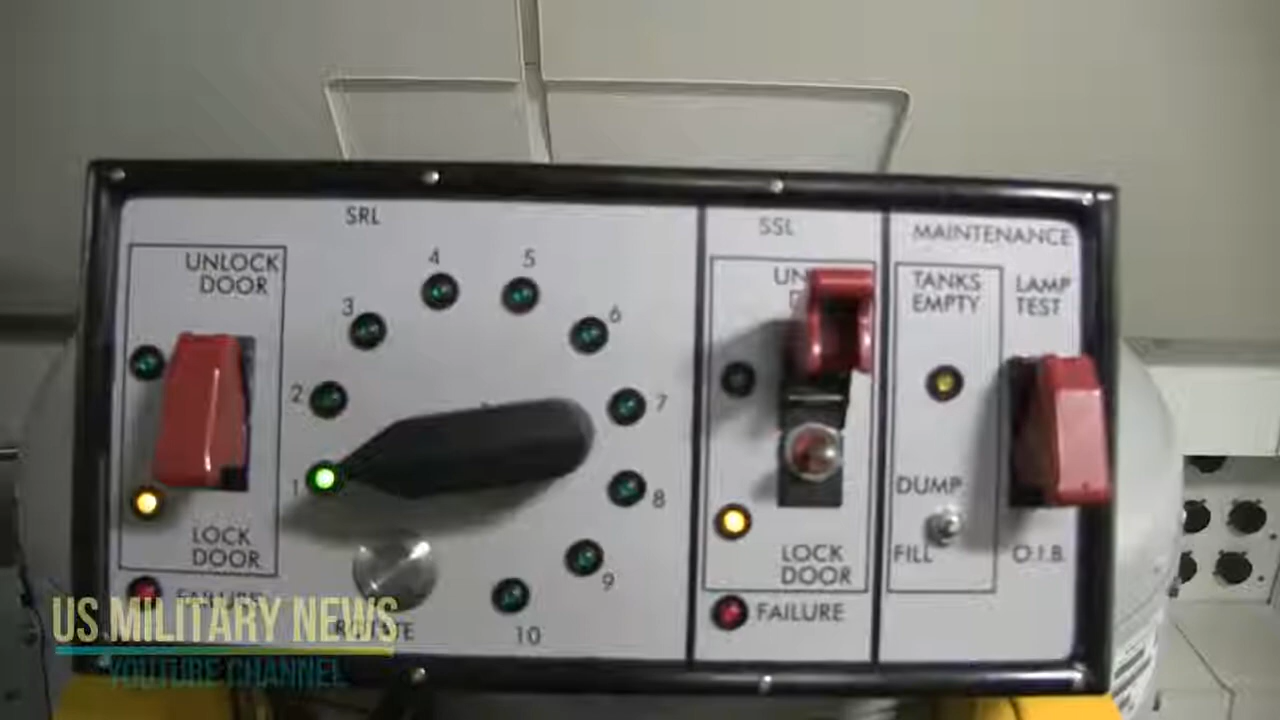 SRL
UNLOCK
DOOR
1
2
3
4
5
6
7
8
9
10
LOCK
DOOR
FAILURE
SSL
LOCK
DOOR
FAILURE
MAINTENANCE
TANKS
EMPTY
LAMP
TEST
DUMP
FILL
O.I.B.
US MILITARY NEWS
YOUTUBE CHANNEL